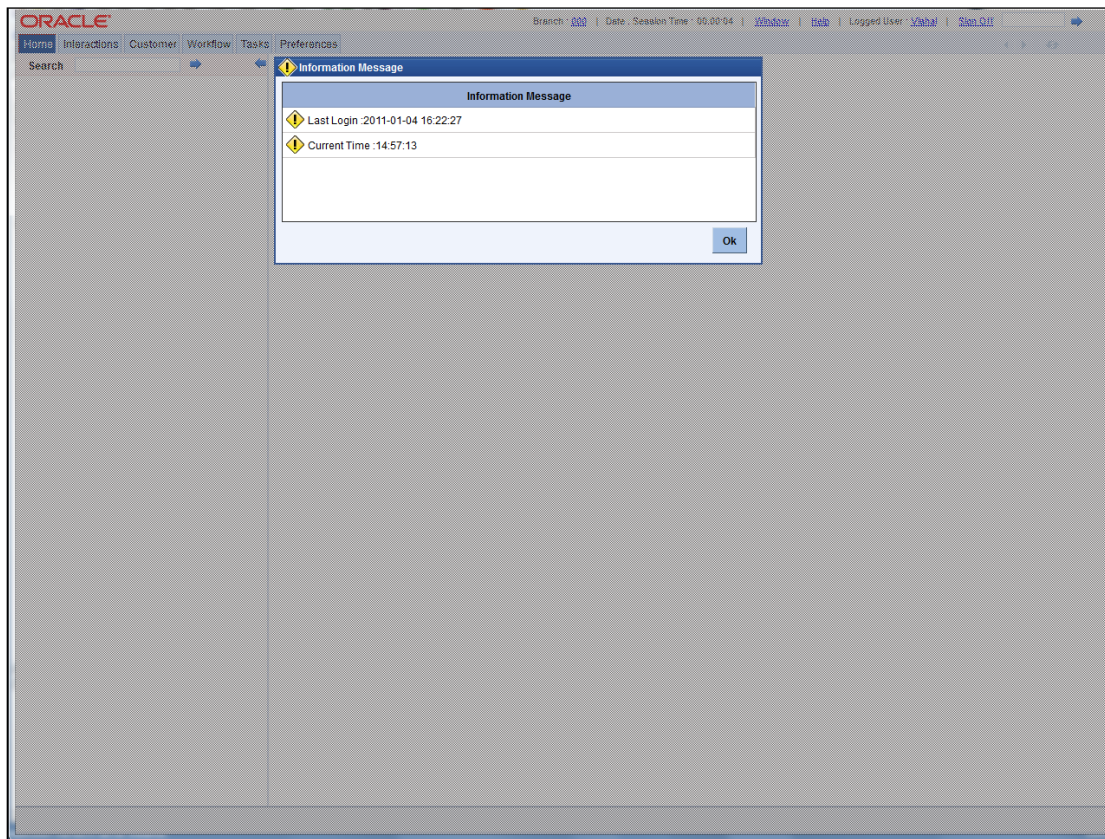 ORACLE
Branch : 000 | Date : Session Time : 00:00:04 | Window | Help | Logged User : Vishal | Sign Off
Home Interactions Customer Workflow Tasks Preferences
Search
Information Message
Information Message
Last Login :2011-01-04 16:22:27
Current Time :14:57:13
Ok